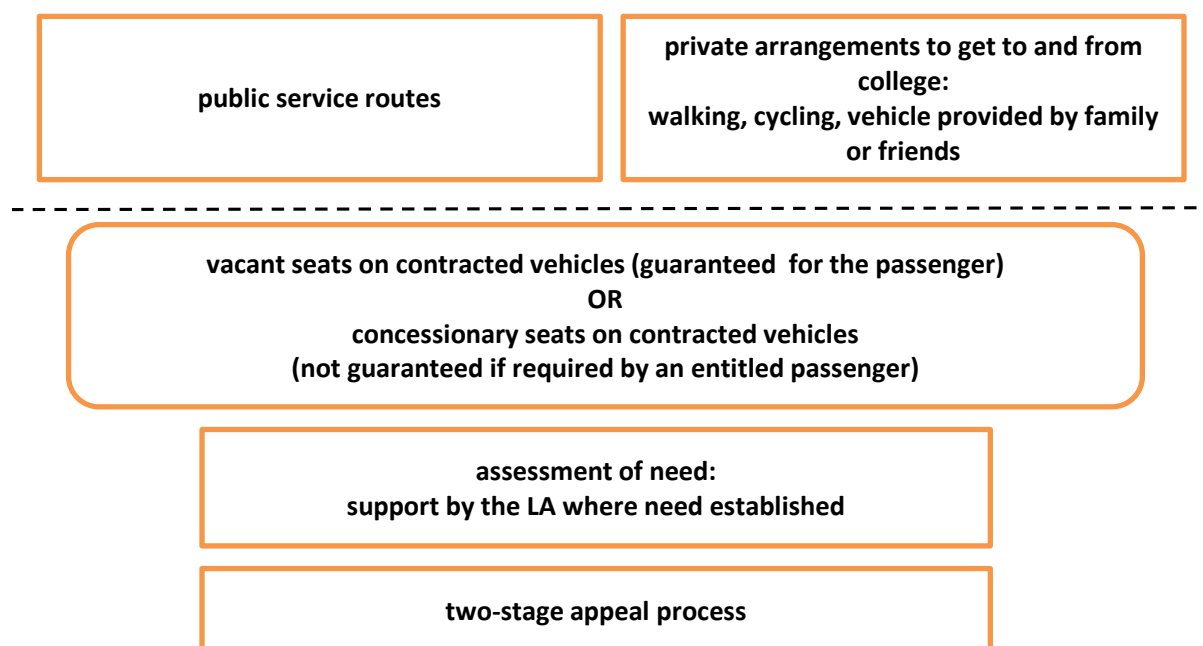 public service routes
private arrangements to get to and from
college:
walking, cycling, vehicle provided by family
or friends
vacant seats on contracted vehicles (guaranteed  for the passenger)
OR
concessionary seats on contracted vehicles
(not guaranteed if required by an entitled passenger)
assessment of need:
support by the LA where need established
two-stage appeal process